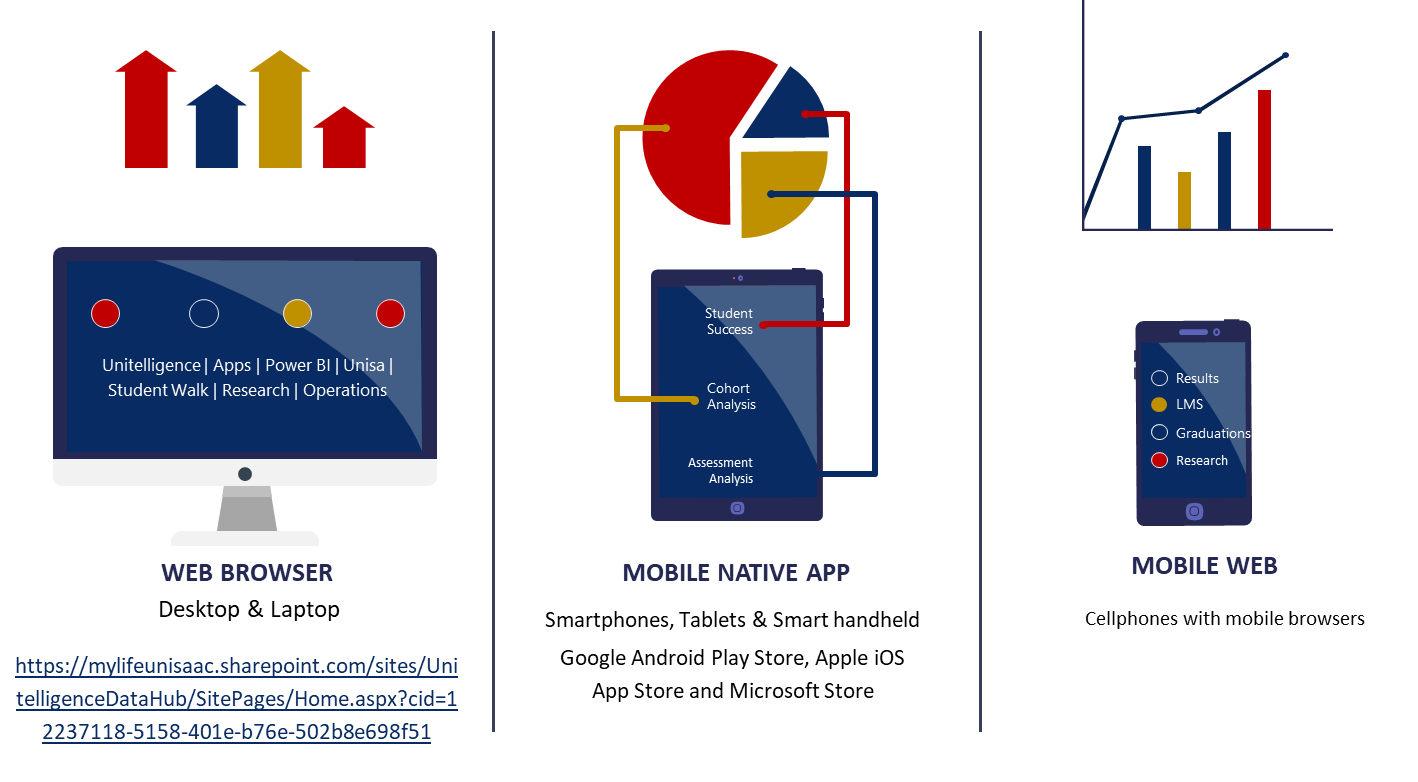 Unitelligence | Apps | Power BI | Unisa |
Student Walk | Research | Operations
WEB BROWSER
Desktop & Laptop
https://mylifeunisaac.sharepoint.com/sites/Uni
telligenceDataHub/SitePages/Home.aspx?cid=1
2237118-5158-401e-b76e-502b8e698f51
Student
Success
Cohort
Analysis
Assessment
Analysis
MOBILE NATIVE APP
Smartphones, Tablets & Smart handheld
Google Android Play Store, Apple iOS
App Store and Microsoft Store
Results
LMS
Graduations
Research
MOBILE WEB
Cellphones with mobile browsers